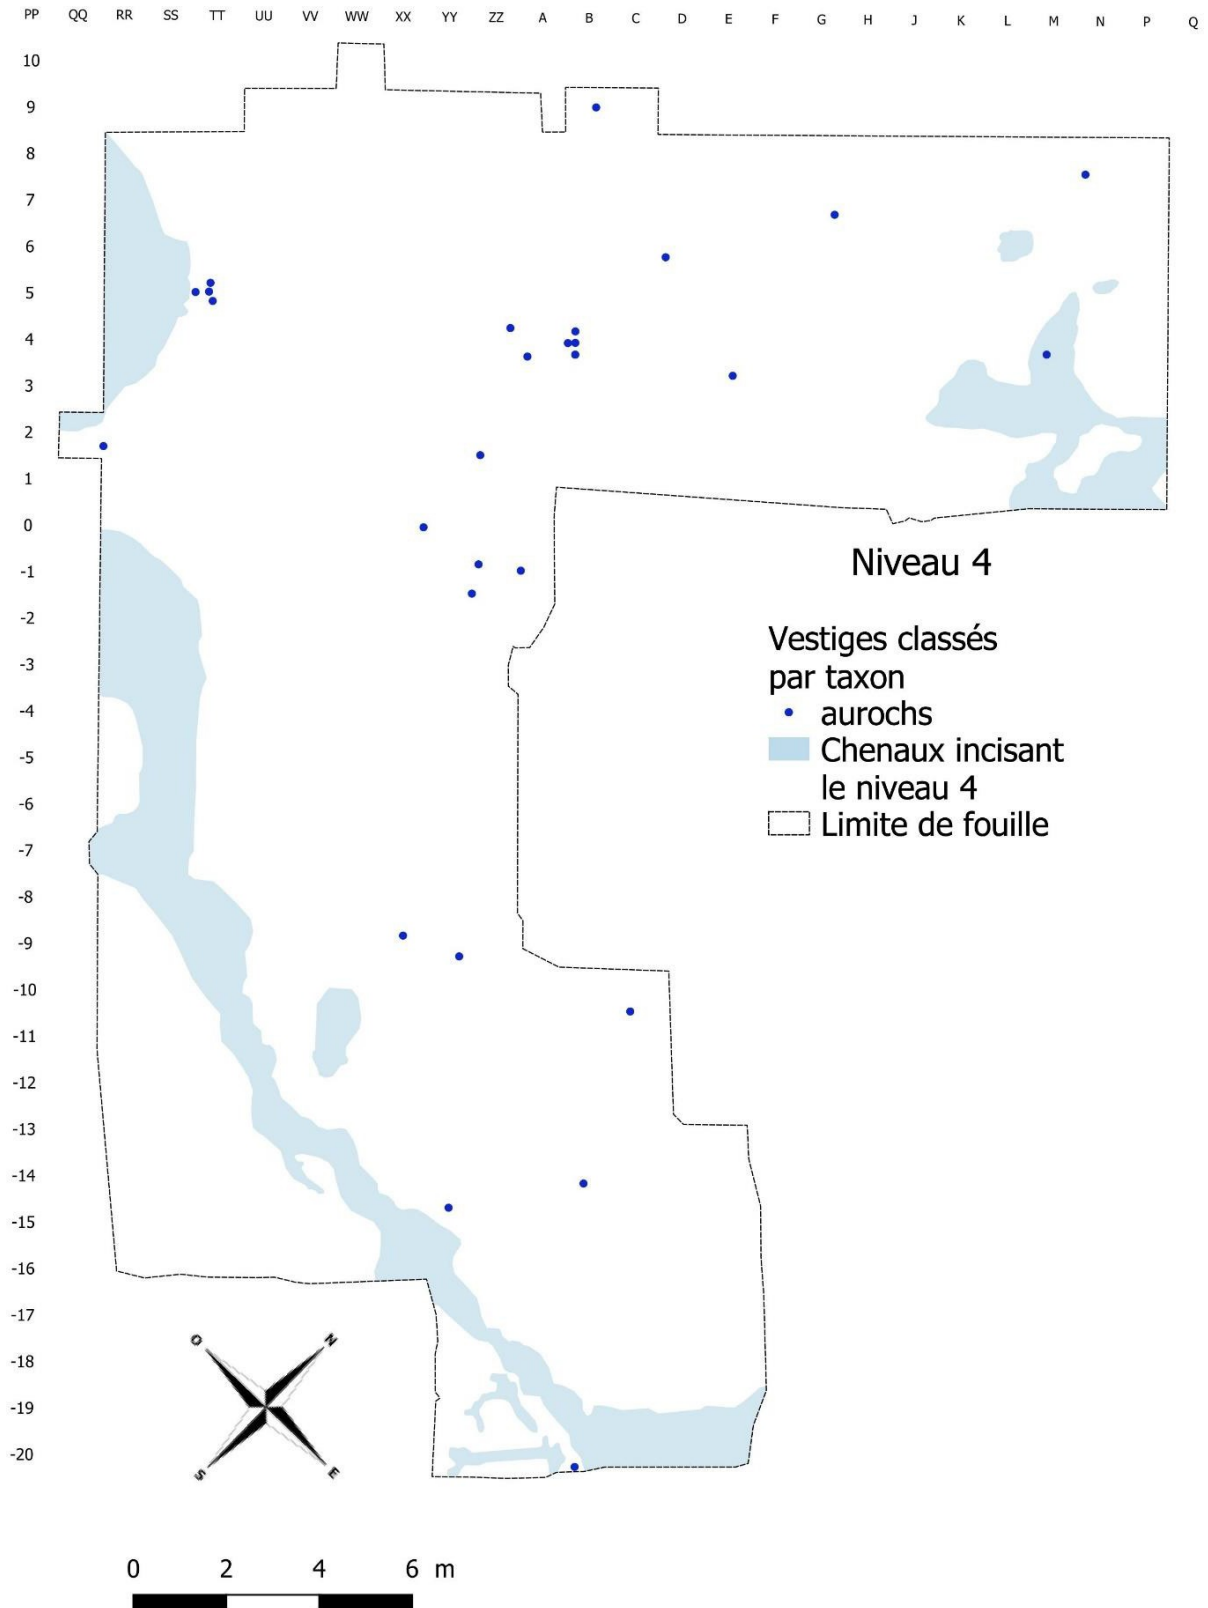 PP QQ RR SS TT UU VV WW XX YY ZZ A B C D E F G H J K L M N P Q
10
9
8
7
6
5
4
3
2
1
0
-1
-2
-3
-4
-5
-6
-7
-8
-9
-10
-11
-12
-13
-14
-15
-16
-17
-18
-19
-20
Niveau 4
Vestiges classés
par taxon
aurochs
Chenaux incisant
le niveau 4
Limite de fouille
O N
S E
0 2 4 6 m